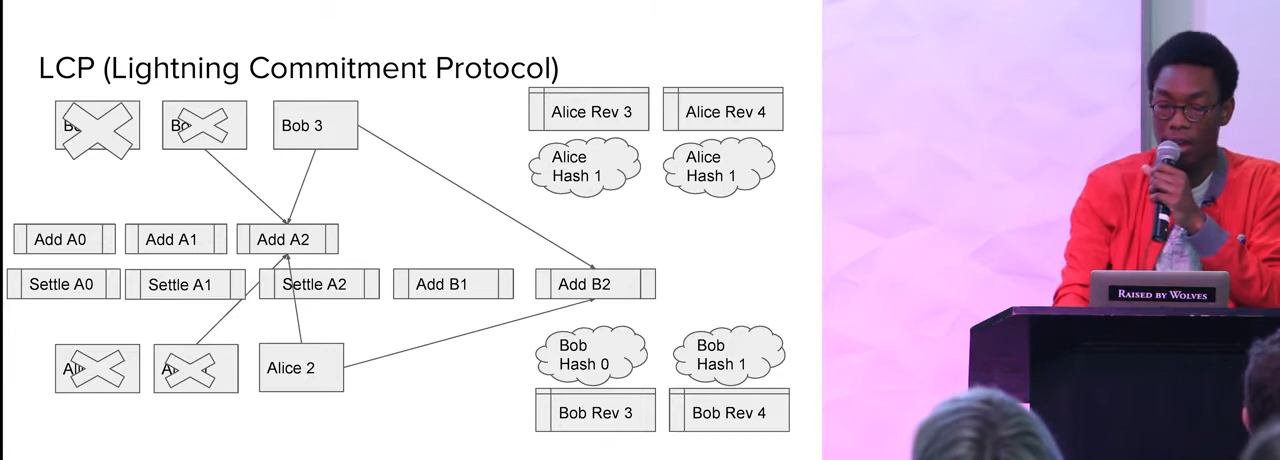 LCP (Lightning Commitment Protocol)
Bob 3
Alice Rev 3
Alice Rev 4
Alice
Hash 1
Alice
Hash 1
Add A0
Add A1
Add A2
Settle A0
Settle A1
Settle A2
Add B1
Add B2
Alice 2
Bob
Hash 0
Bob
Hash 1
Bob Rev 3
Bob Rev 4
RAISED BY WOLVES